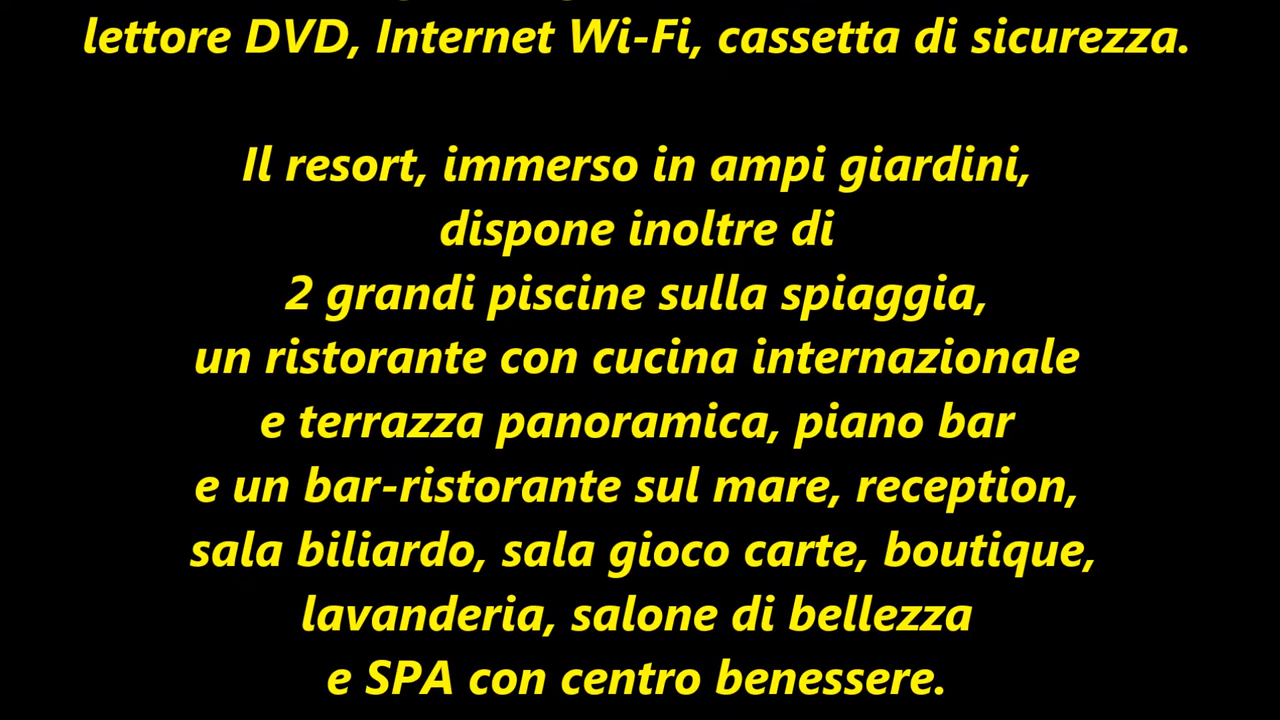 lettore DVD, Internet Wi-Fi, cassetta di sicurezza.
Il resort, immerso in ampi giardini,
dispone inoltre di
2 grandi piscine sulla spiaggia,
un ristorante con cucina internazionale
e terrazza panoramica, piano bar
e un bar-ristorante sul mare, reception,
sala biliardo, sala gioco carte, boutique,
lavanderia, salone di bellezza
e SPA con centro benessere.